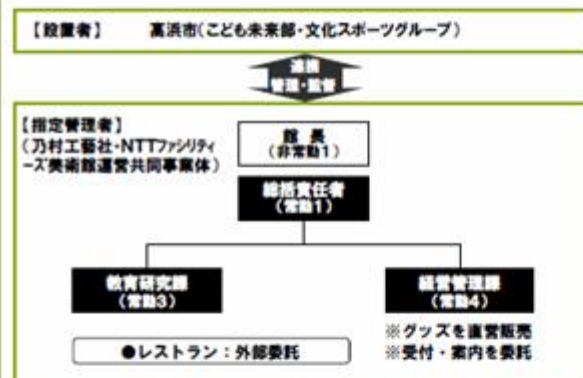 【設置者】 高浜市(こども未来部・文化スポーツグループ)
連携
管理・監督
【指定管理者】
(乃村工藝社・NTTファシリティ
ーズ美術館運営共同事業体)
館 長
(非常勤1)
総括責任者
(常勤1)
教育研究課
(常勤3)
経営管理課
(常勤4)
●レストラン:外部委託
※グッズを直営販売
※受付・案内を委託